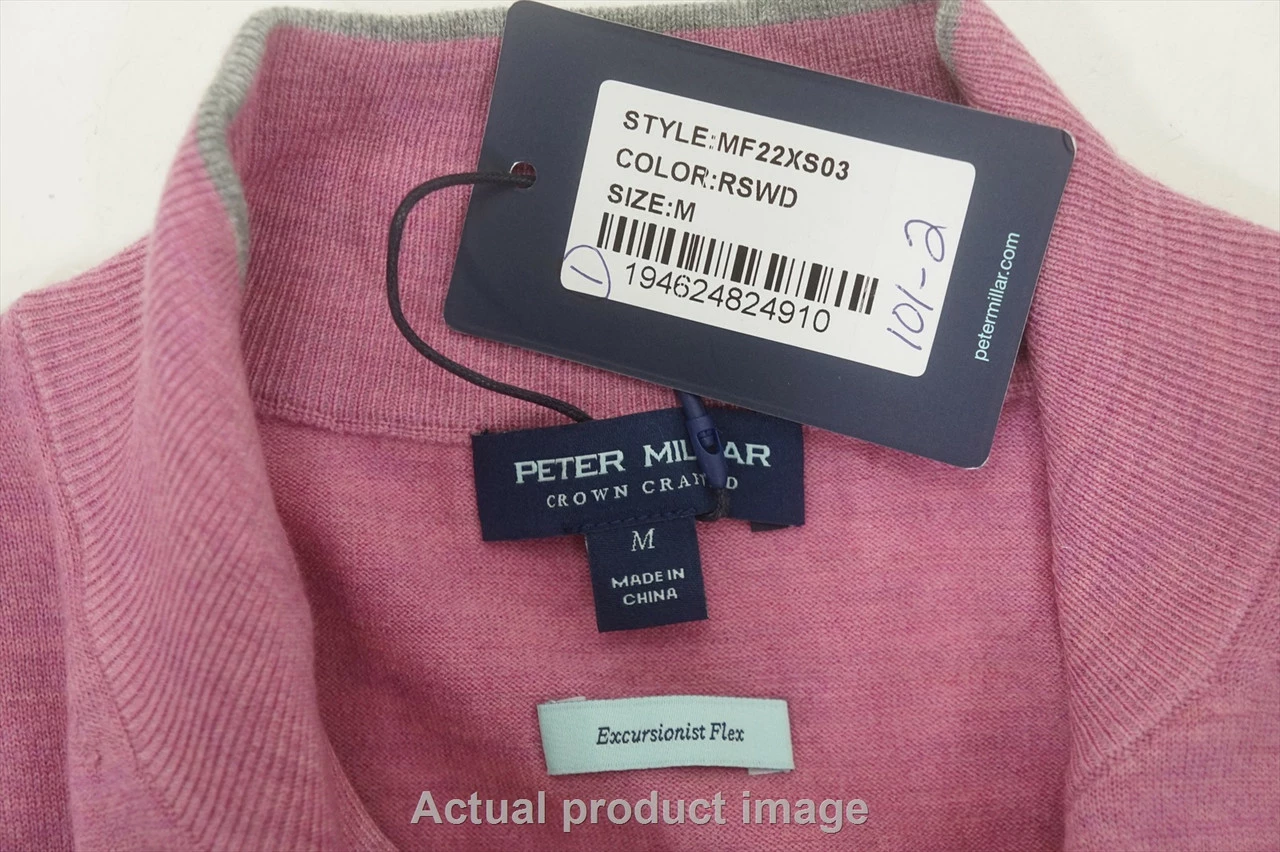 STYLE:MF22XS03
COLOR:RSWD
SIZE:M
1
194624824910
101-2
petermillar.com
PETER MILLAR
CROWN
M
MADE IN
CHINA
Excursionist Flex
Actual product image